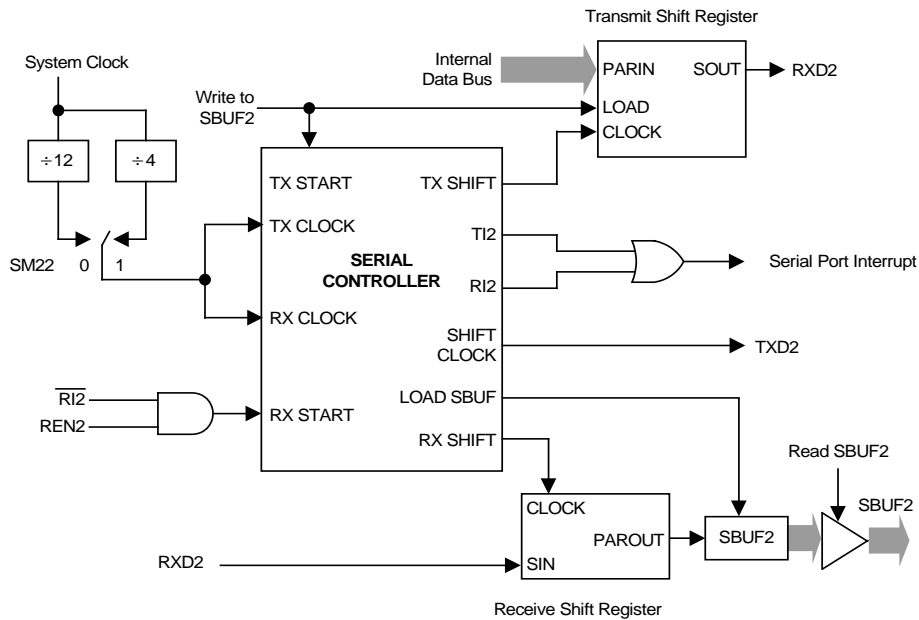 Transmit Shift Register
System Clock
Internal
Data Bus
PARIN
SOUT
RXD2
Write to
SBUF2
LOAD
CLOCK
÷12
÷4
TX START
TX SHIFT
TX CLOCK
TI2
SERIAL
CONTROLLER
Serial Port Interrupt
SM22
0
1
RI2
RX CLOCK
SHIFT
CLOCK
TXD2
RI2
REN2
LOAD SBUF
RX START
RX SHIFT
Read SBUF2
CLOCK
SBUF2
PAROUT
SBUF2
RXD2
SIN
Receive Shift Register